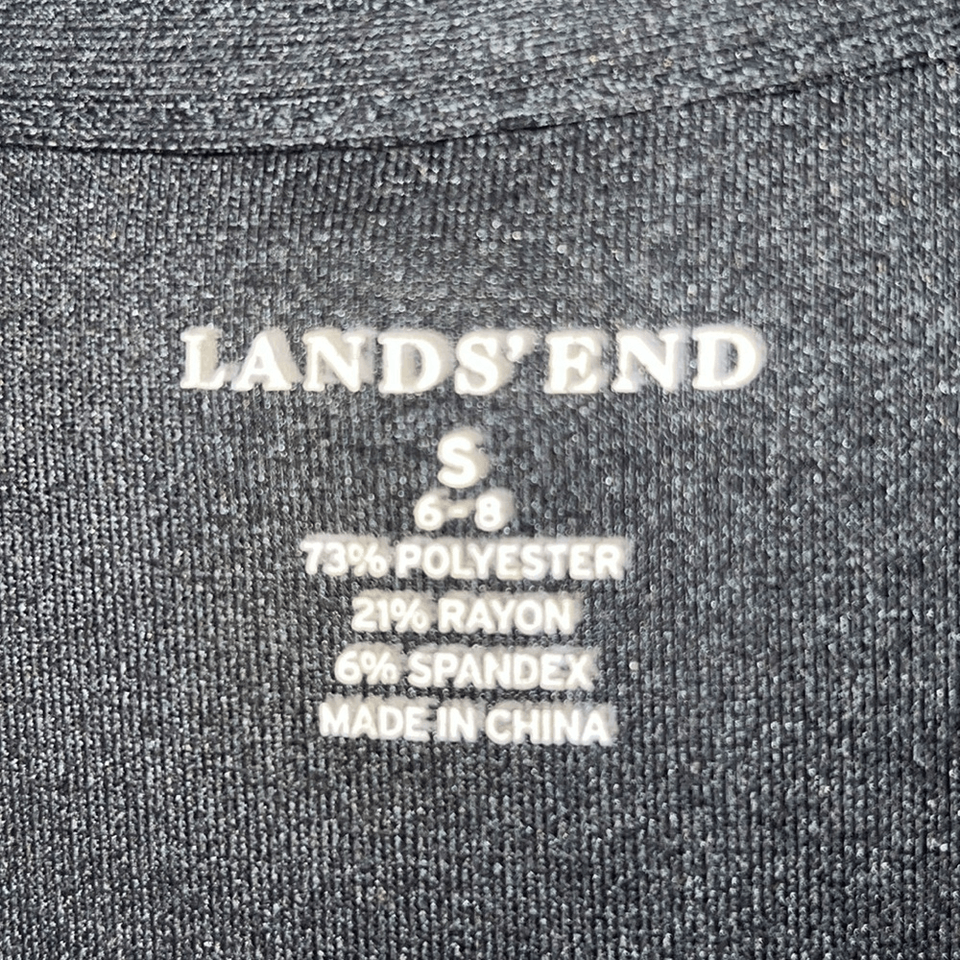 LANDS' END
S
6-8
73% POLYESTER
21% RAYON
6% SPANDEX
MADE IN CHINA